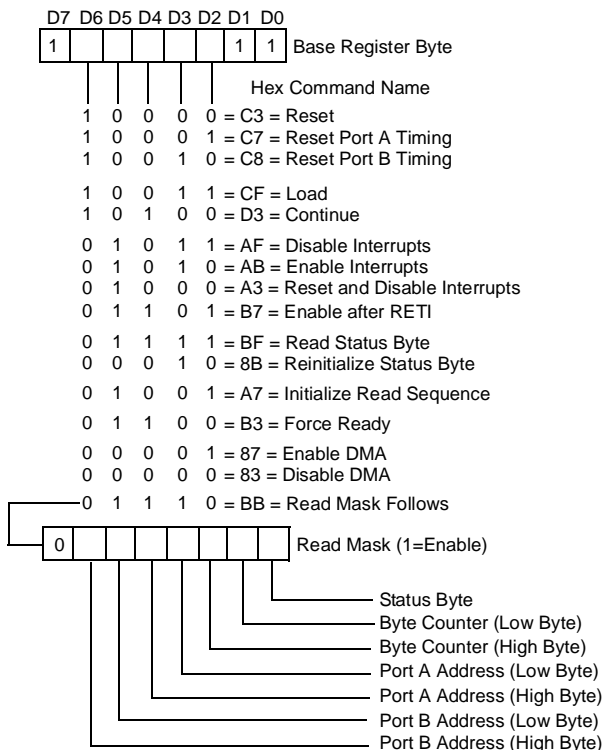 D7 D6 D5 D4 D3 D2 D1 D0
1 1 1 Base Register Byte
Hex Command Name
1 0 0 0 0 = C3 = Reset
1 0 0 0 1 = C7 = Reset Port A Timing
1 0 0 1 0 = C8 = Reset Port B Timing
1 0 0 1 1 = CF = Load
1 0 1 0 0 = D3 = Continue
0 1 0 1 1 = AF = Disable Interrupts
0 1 0 1 0 = AB = Enable Interrupts
0 1 0 0 0 = A3 = Reset and Disable Interrupts
0 1 1 0 1 = B7 = Enable after RETI
0 1 1 1 1 = BF = Read Status Byte
0 0 0 1 0 = 8B = Reinitialize Status Byte
0 1 0 0 1 = A7 = Initialize Read Sequence
0 1 1 0 0 = B3 = Force Ready
0 0 0 0 1 = 87 = Enable DMA
0 0 0 0 0 = 83 = Disable DMA
0 1 1 1 0 = BB = Read Mask Follows
0 Read Mask (1=Enable)
Status Byte
Byte Counter (Low Byte)
Byte Counter (High Byte)
Port A Address (Low Byte)
Port A Address (High Byte)
Port B Address (Low Byte)
Port B Address (High Byte)